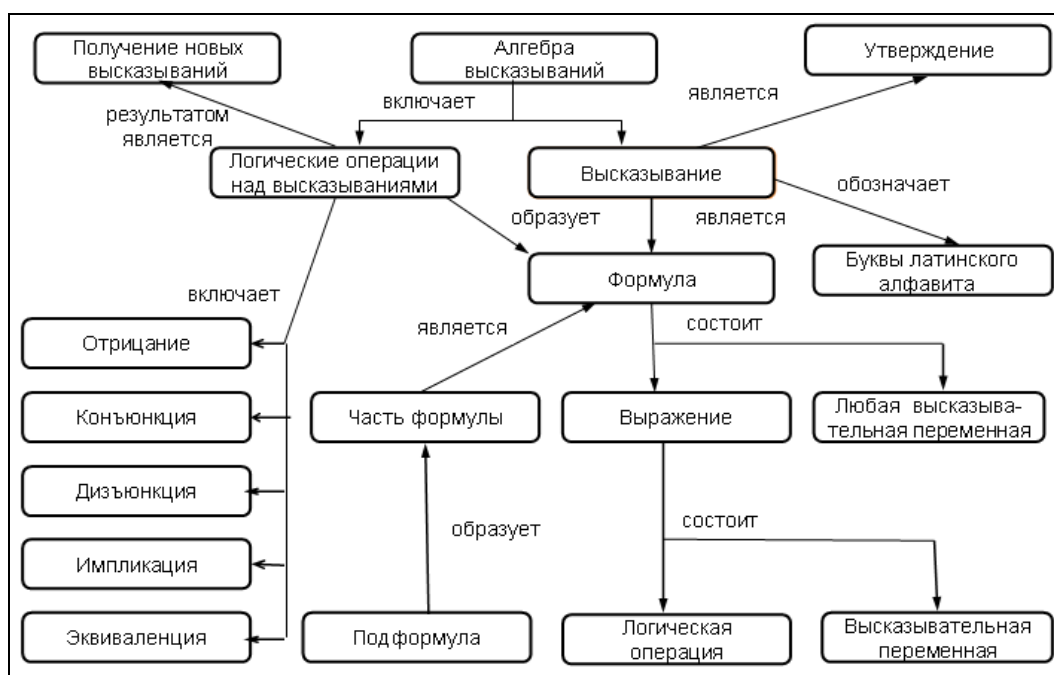 Получение новых
высказываний
Алгебра
высказываний
Утверждение
включает
является
результатом
является
Логические операции
над высказываниями
Высказывание
обозначает
образует
является
Буквы латинского
алфавита
Формула
включает
является
состоит
Отрицание
Конъюнкция
Часть формулы
Выражение
Любая высказыва-
тельная переменная
Дизъюнкция
образует
состоит
Импликация
Эквиваленция
Подформула
Логическая
операция
Высказывательная
переменная